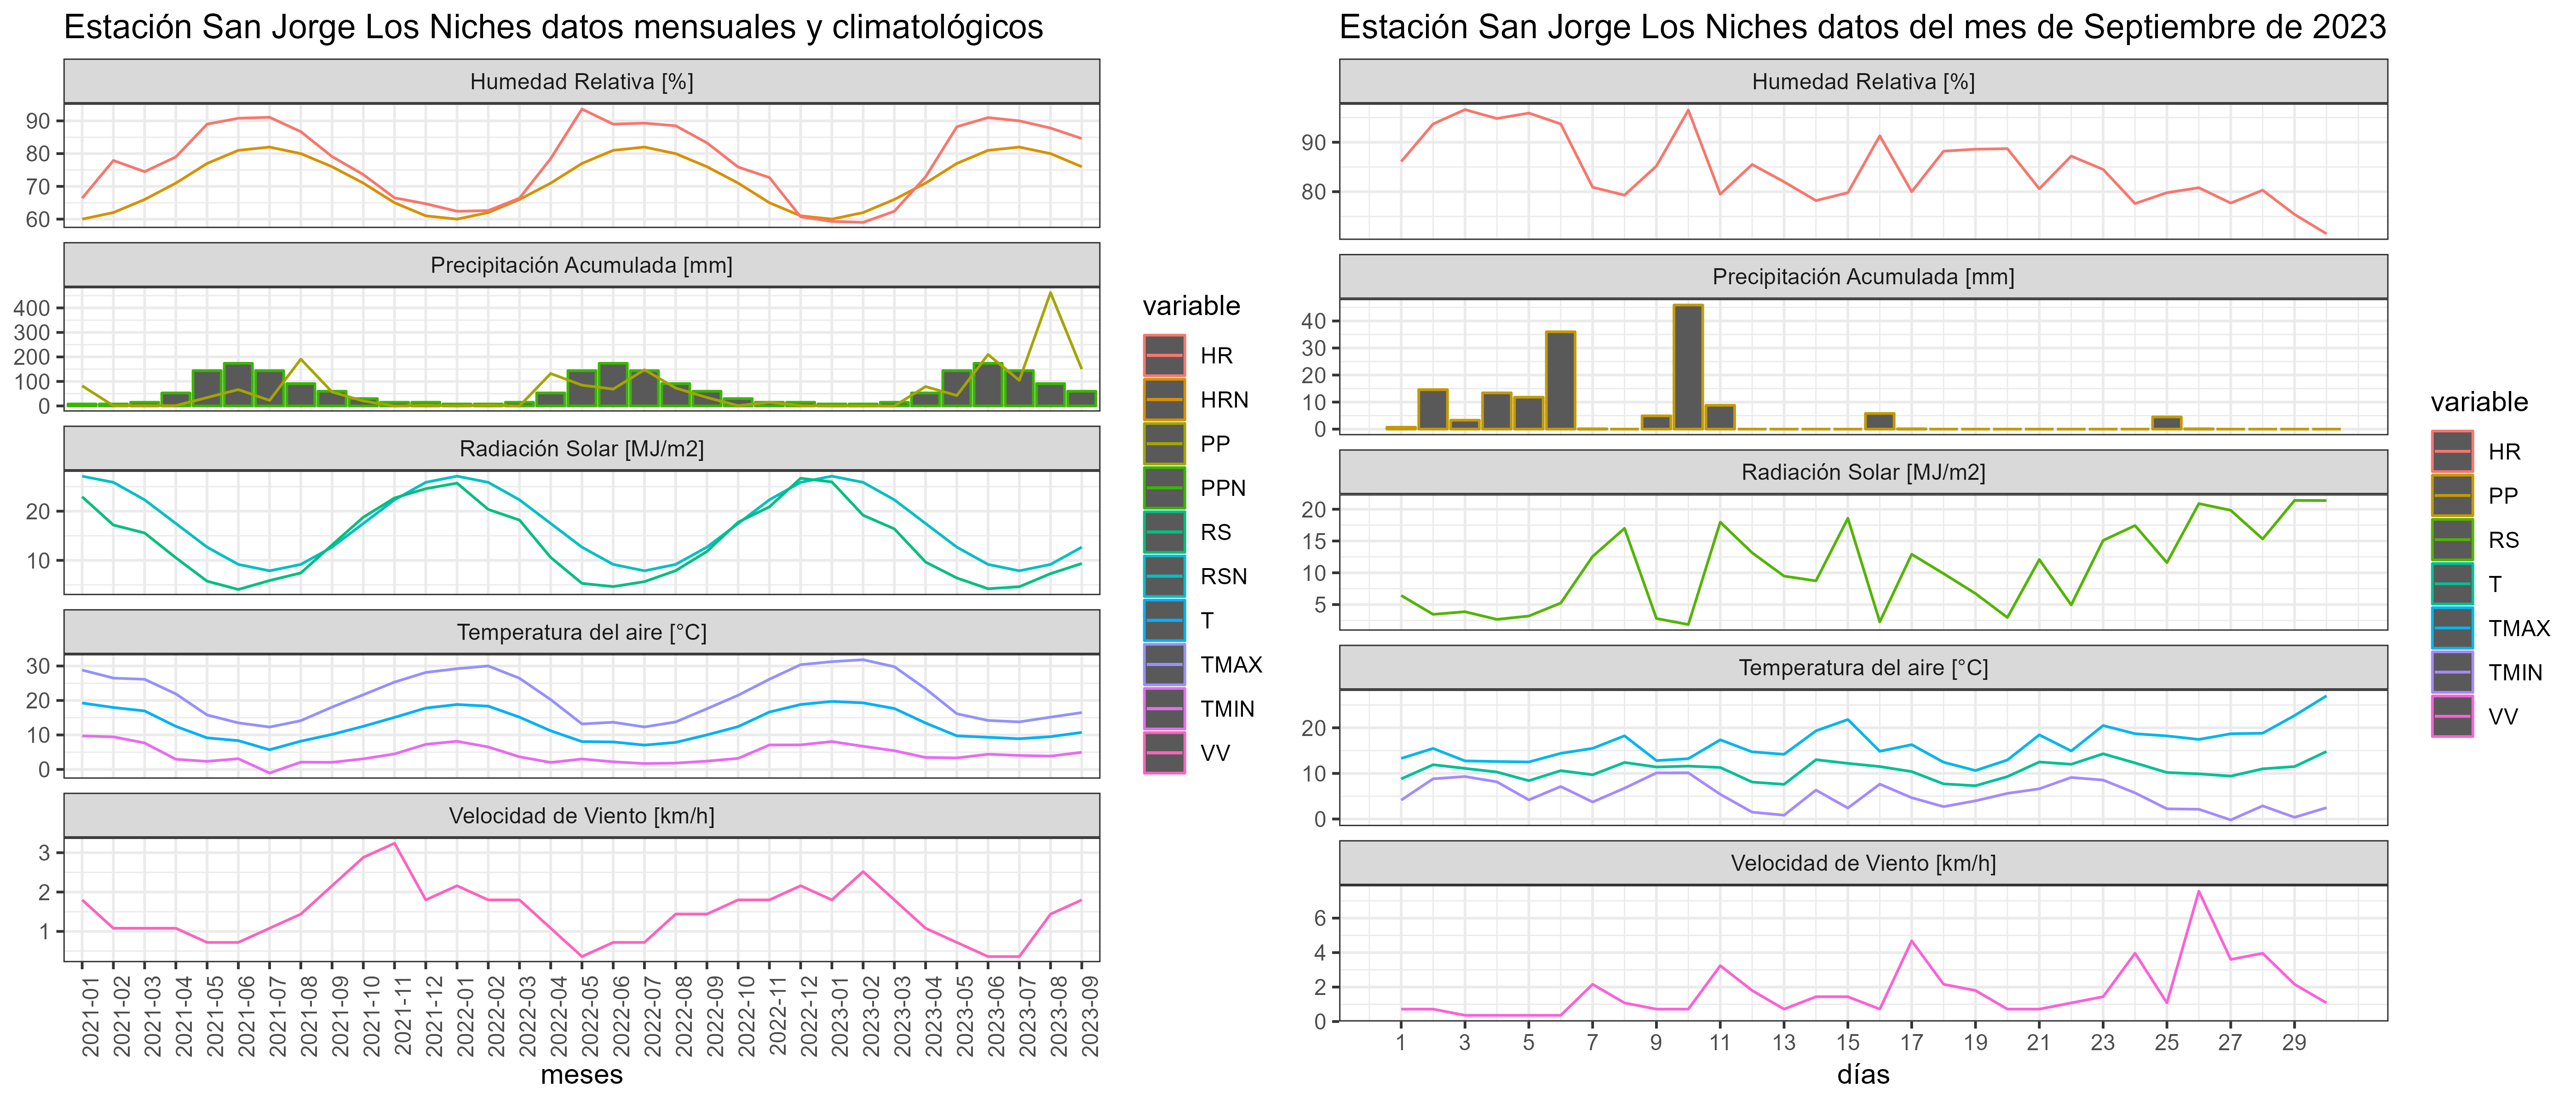 Estación San Jorge Los Niches datos mensuales y climatológicos
Humedad Relativa [%]
90
80
70
60
Precipitación Acumulada [mm]
400
300
200
100
0
Radiación Solar [MJ/m2]
20
10
Temperatura del aire [°C]
30
20
10
0
Velocidad de Viento [km/h]
3
2
1
2021-01
2021-02
2021-03
2021-04
2021-05
2021-06
2021-07
2021-08
2021-09
2021-10
2021-11
2021-12
2022-01
2022-02
2022-03
2022-04
2022-05
2022-06
2022-07
2022-08
2022-09
2022-10
2022-11
2022-12
2023-01
2023-02
2023-03
2023-04
2023-05
2023-06
2023-07
2023-08
2023-09
meses
variable
HR
HRN
PP
PPN
RS
RSN
T
TMAX
TMIN
VV
Estación San Jorge Los Niches datos del mes de Septiembre de 2023
Humedad Relativa [%]
90
80
Precipitación Acumulada [mm]
40
30
20
10
0
Radiación Solar [MJ/m2]
20
15
10
5
Temperatura del aire [°C]
20
10
0
Velocidad de Viento [km/h]
6
4
2
0
1 3 5 7 9 11 13 15 17 19 21 23 25 27 29
días
variable
HR
PP
RS
T
TMAX
TMIN
VV